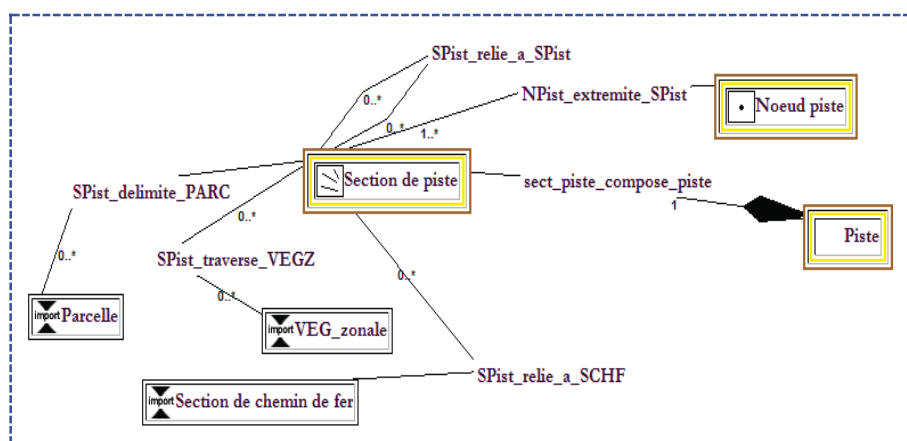 SPist_relie_a_SPist
0..*
NPist_extremite_SPist
Noeud piste
0..*
1..*
Section de piste
SPist_delimite_PARC
sect_piste_compose_piste
1
0..*
Piste
0..*
SPist_traverse_VEGZ
0..*
0..*
import Parcelle
import VEG_zonale
SPist_relie_a_SCHF
import Section de chemin de fer